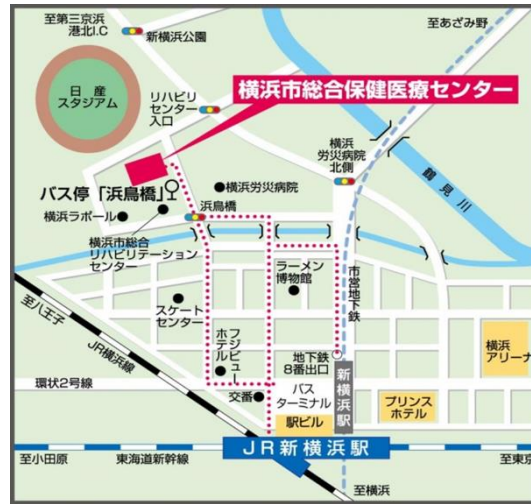 至第三京浜
港北I.C
新横浜公園
至あざみ野
日産
スタジアム
リハビリ
センター
入口
横浜市総合保健医療センター
横浜
労災病院
北側
バス停「浜鳥橋」
横浜労災病院
鶴見川
横浜ラポール
浜鳥橋
横浜市総合
リハビリテーション
センター
ラーメン
博物館
市営地下鉄
至八王子
スケート
センター
JR横浜線
フジビュー
ホテル
地下鉄
8番出口
新横浜駅
横浜
アリーナ
環状2号線
交番
バス
ターミナル
プリンス
ホテル
駅ビル
JR新横浜駅
至小田原
東海道新幹線
至東京
至横浜